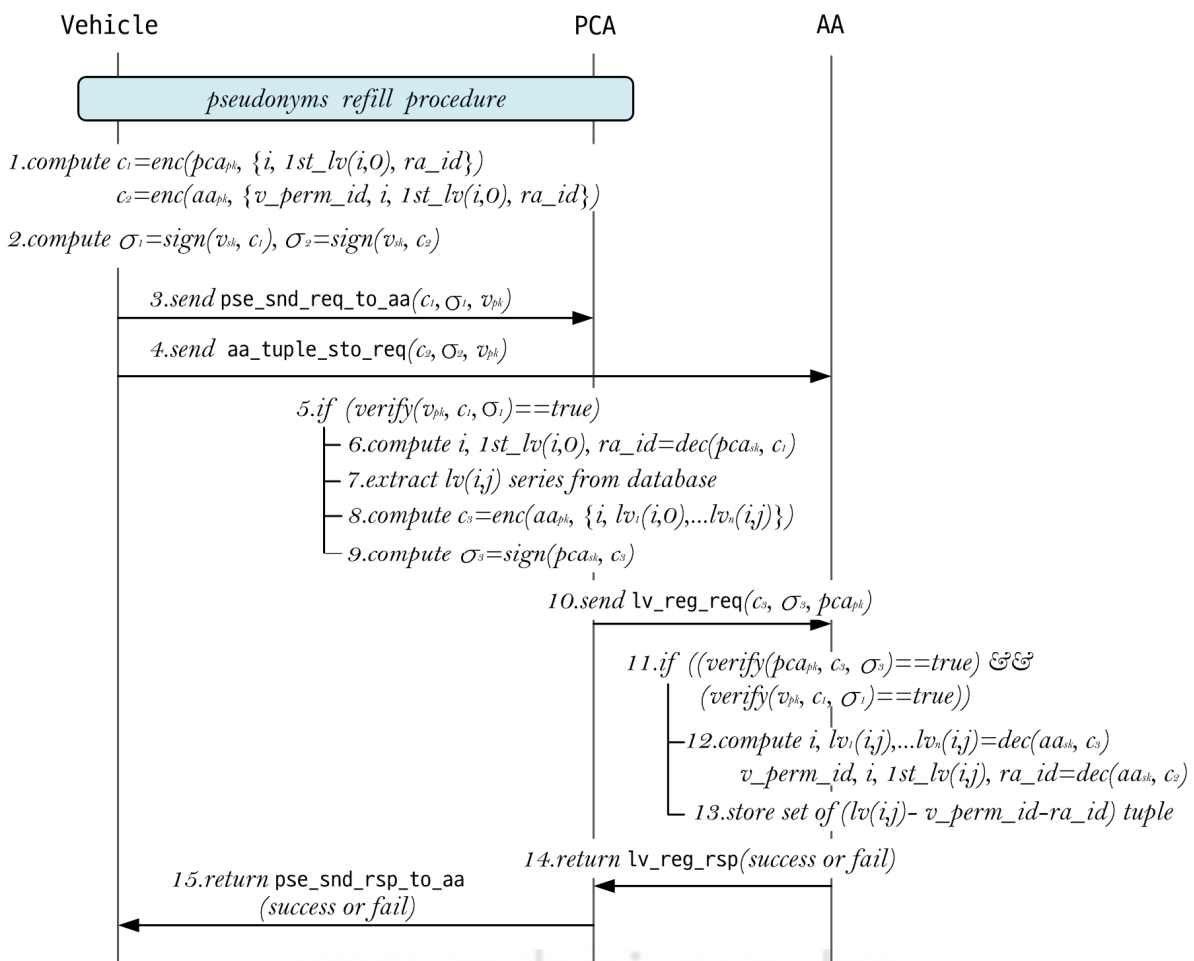 Vehicle PCA AA
pseudonyms refill procedure
1.compute c₁=enc(pcaₚₖ, {i, 1st_lv(i,0), ra_id})
c₂=enc(aaₚₖ, {v_perm_id, i, 1st_lv(i,0), ra_id})
2.compute σ₁=sign(vₛₖ, c₁), σ₂=sign(vₛₖ, c₂)
3.send pse_snd_req_to_aa(c₁, σ₁, vₚₖ)
4.send aa_tuple_sto_req(c₂, σ₂, vₚₖ)
5.if (verify(vₚₖ, c₁, σ₁)==true)
6.compute i, 1st_lv(i,0), ra_id=dec(pcaₛₖ, c₁)
7.extract lv(i,j) series from database
8.compute c₃=enc(aaₚₖ, {i, lv₁(i,0),...lvₙ(i,j)})
9.compute σ₃=sign(pcaₛₖ, c₃)
10.send lv_reg_req(c₃, σ₃, pcaₚₖ)
11.if ((verify(pcaₚₖ, c₃, σ₃)==true) &&
(verify(vₚₖ, c₁, σ₁)==true))
12.compute i, lv₁(i,j),...lvₙ(i,j)=dec(aaₛₖ, c₃)
v_perm_id, i, 1st_lv(i,j), ra_id=dec(aaₛₖ, c₂)
13.store set of (lv(i,j)- v_perm_id-ra_id) tuple
14.return lv_reg_rsp(success or fail)
15.return pse_snd_rsp_to_aa
(success or fail)